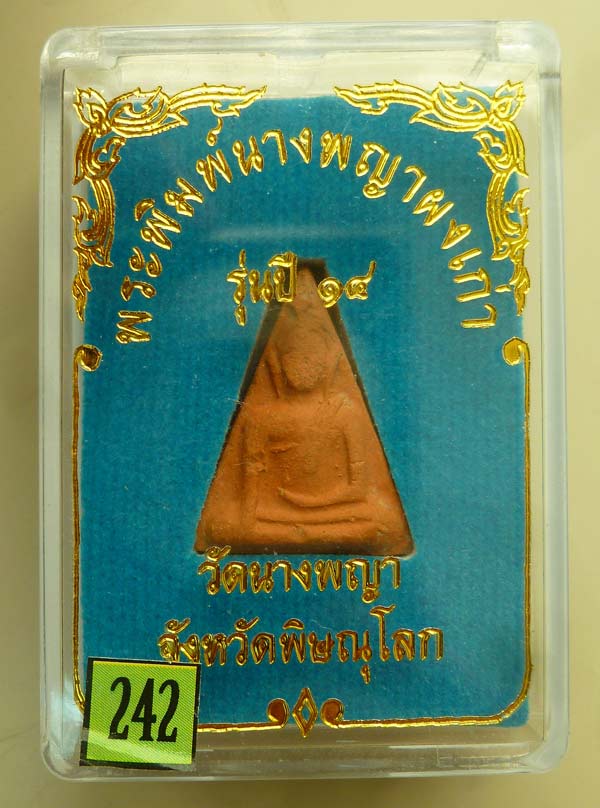 พระพิมพ์นางพญาผงเก่า
รุ่นปี ๑๔
วัดนางพญา
จังหวัดพิษณุโลก
242